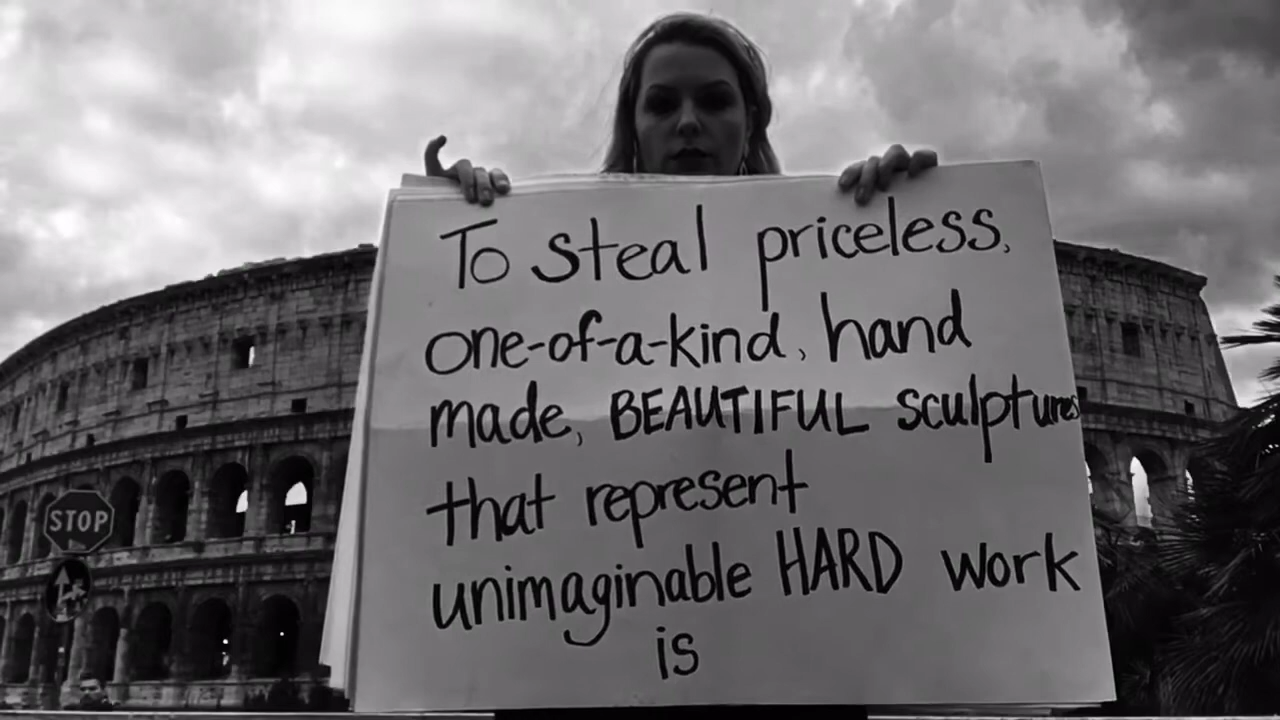 To steal priceless,
one-of-a-kind, hand
made, BEAUTIFUL sculptures
that represent
unimaginable HARD work
is
STOP